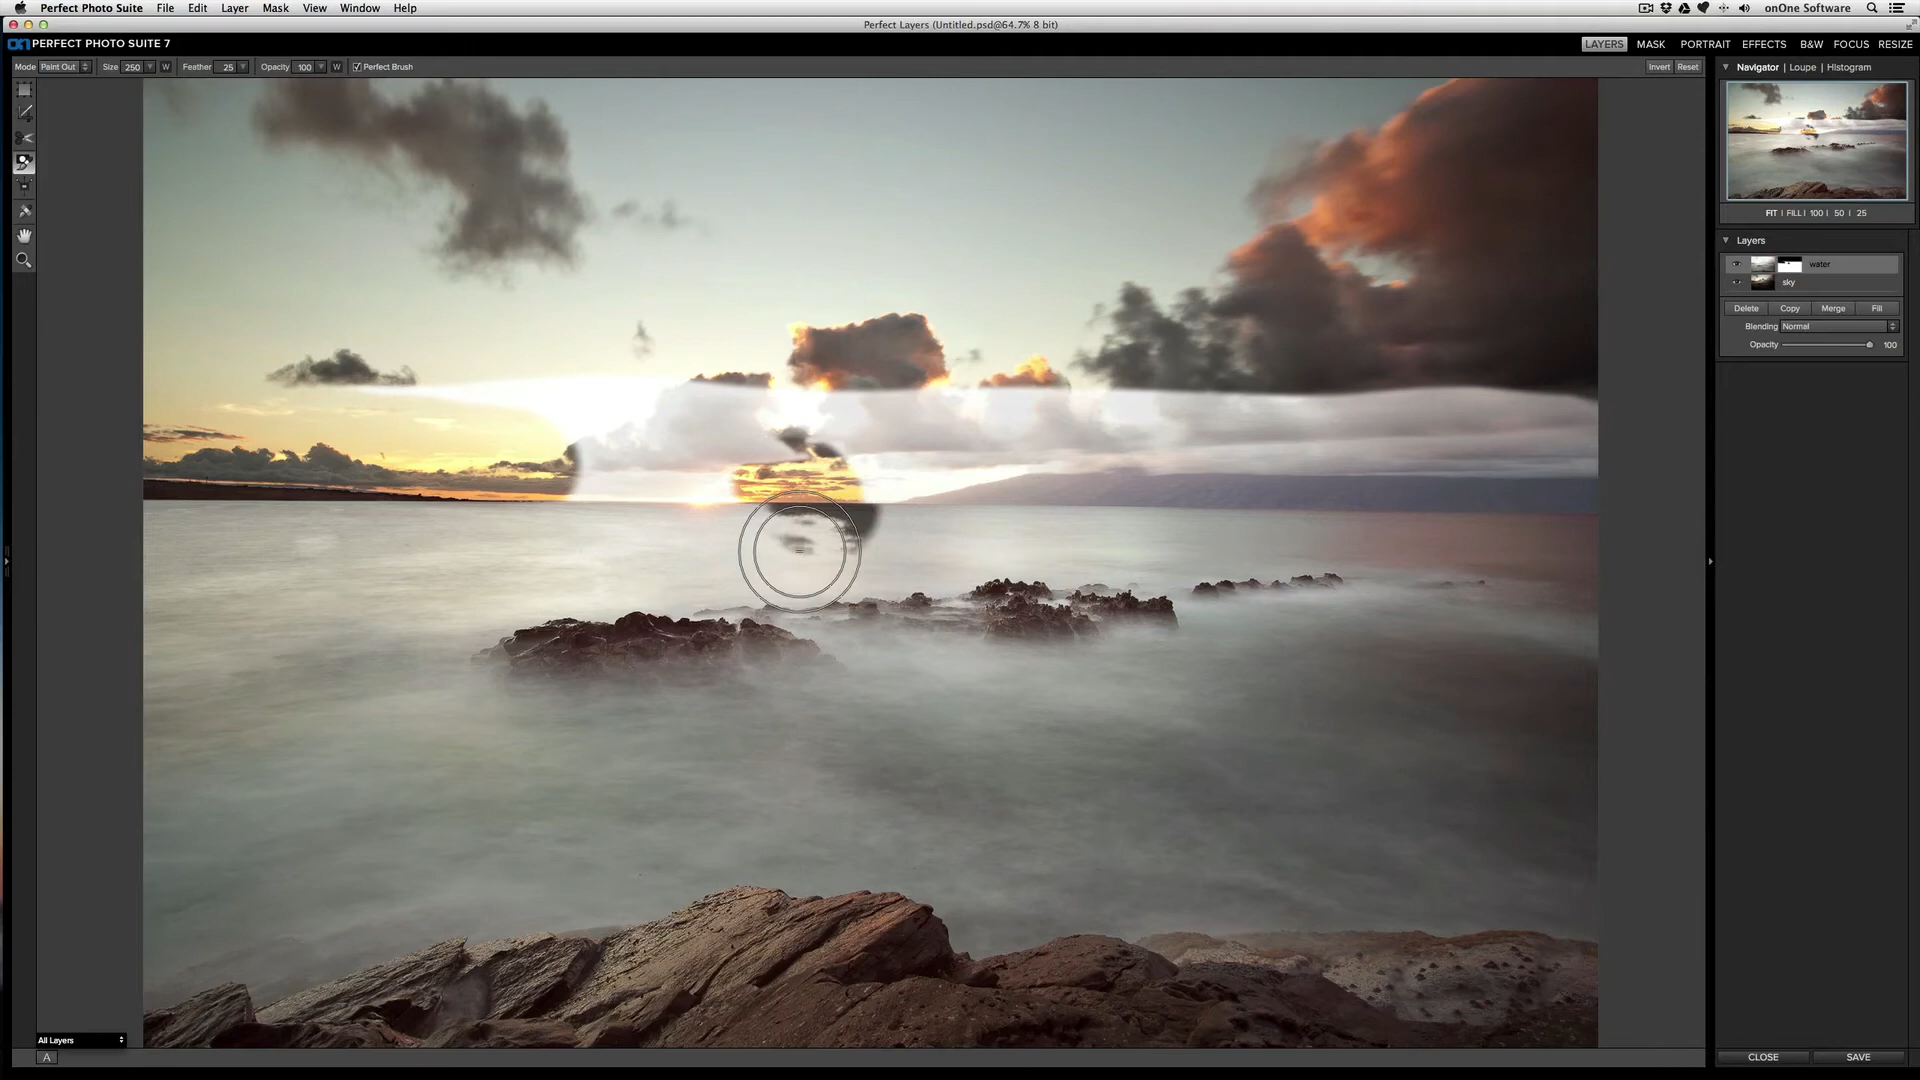 Perfect Photo Suite File Edit Layer Mask View Window Help onOne Software
Perfect Layers (Untitled.psd@64.7% 8 bit)
on PERFECT PHOTO SUITE 7 LAYERS MASK PORTRAIT EFFECTS B&W FOCUS RESIZE
Mode Paint Out Size 250 W Feather 25 Opacity 100 W Perfect Brush Invert Reset
Navigator | Loupe | Histogram
FIT | FILL | 100 | 50 | 25
Layers
water
sky
Delete Copy Merge Fill
Blending Normal
Opacity 100
All Layers
A
CLOSE SAVE